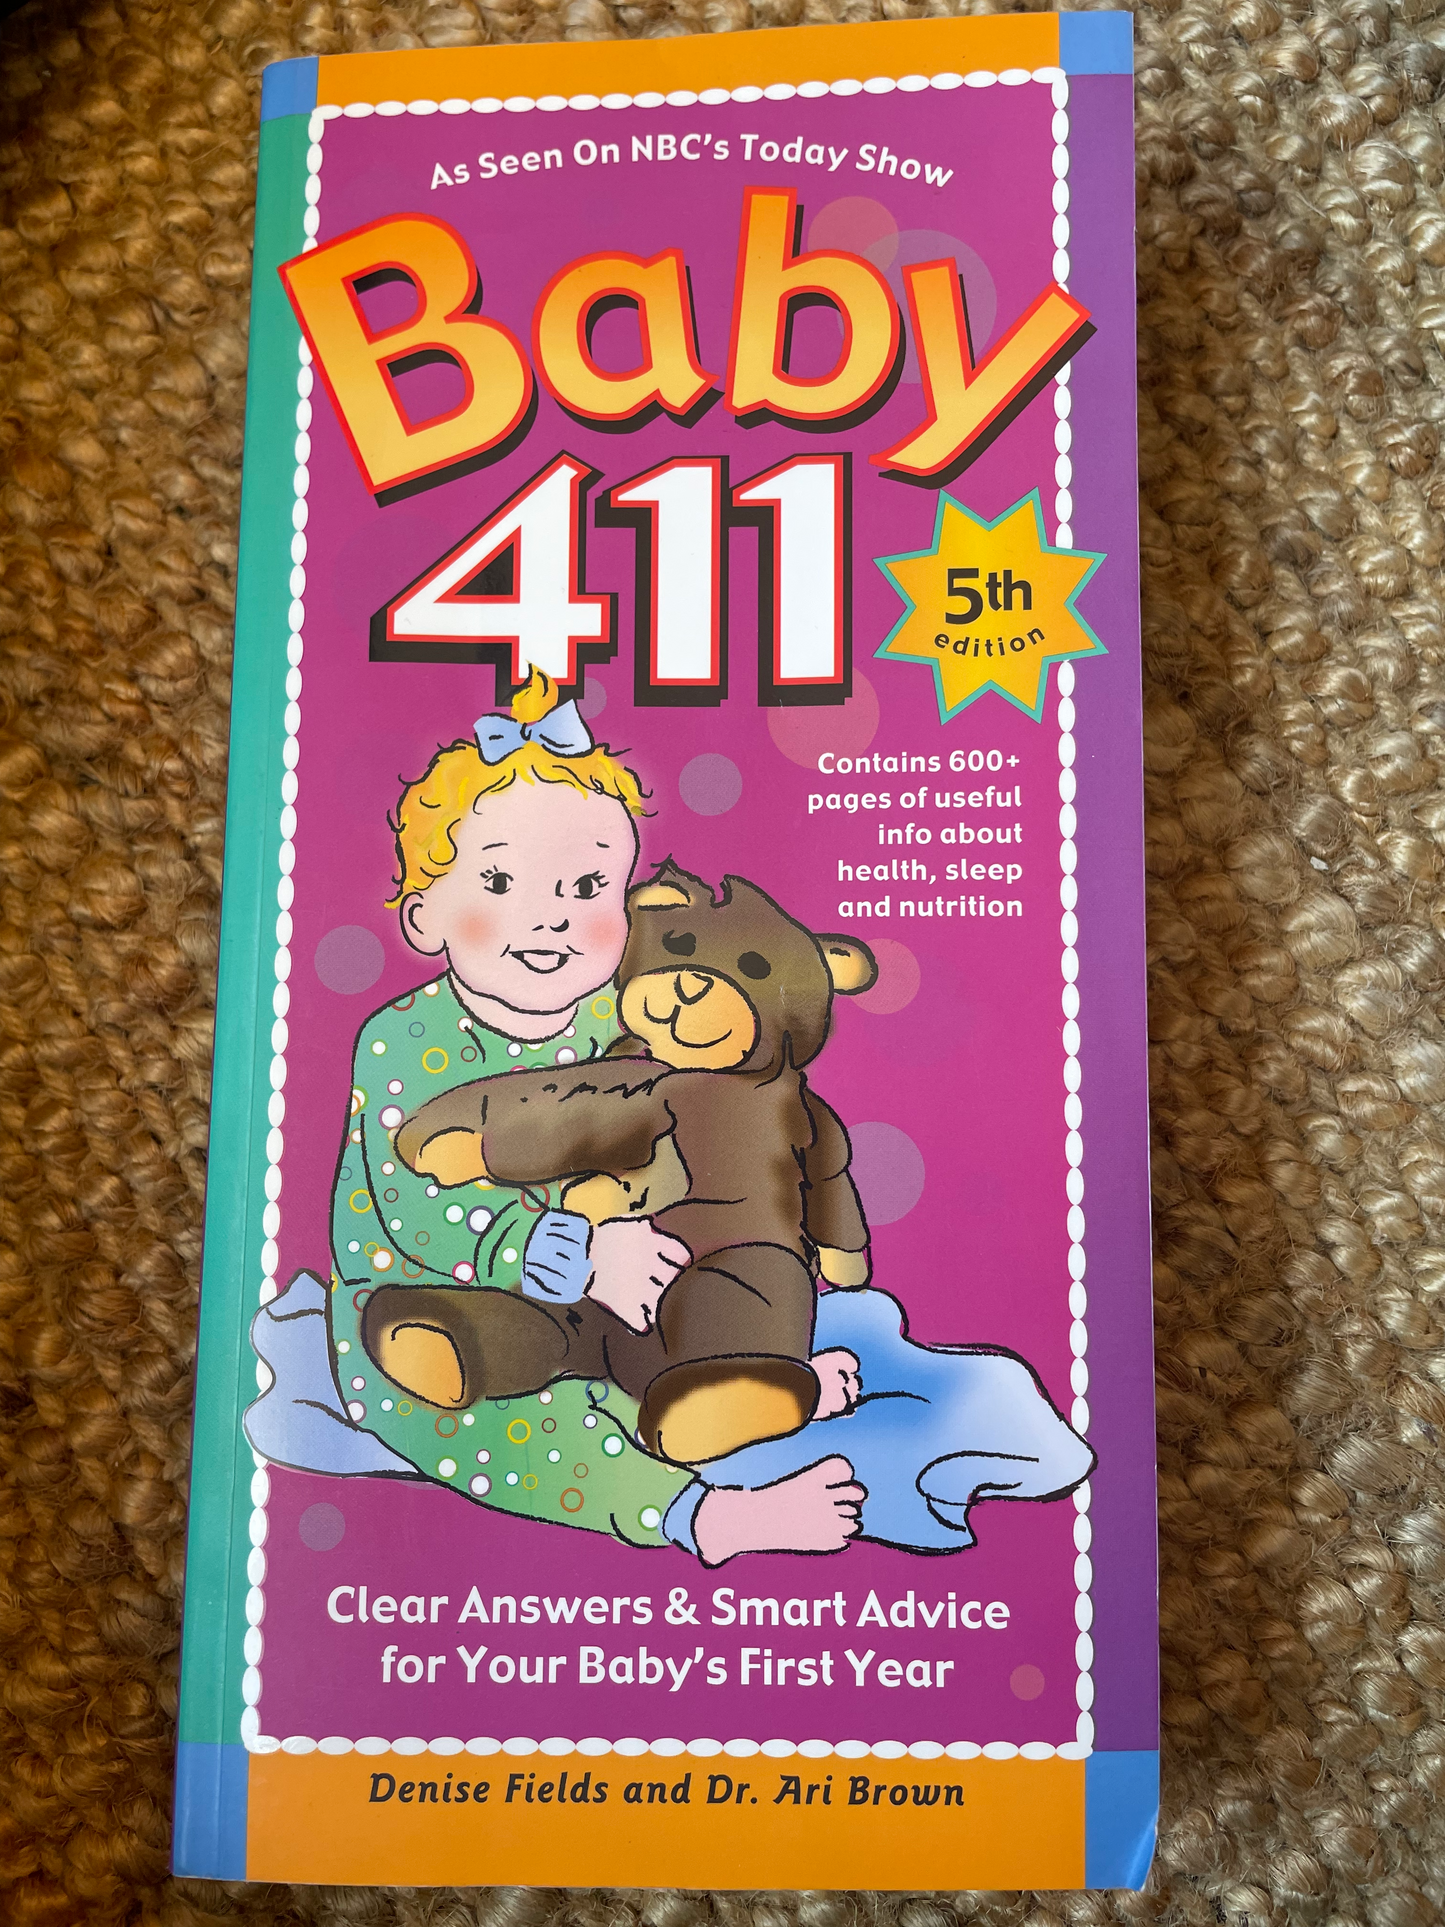 As Seen On NBC's Today Show
Baby
411
5th
edition
Contains 600+
pages of useful
info about
health, sleep
and nutrition
Clear Answers & Smart Advice
for Your Baby's First Year
Denise Fields and Dr. Ari Brown